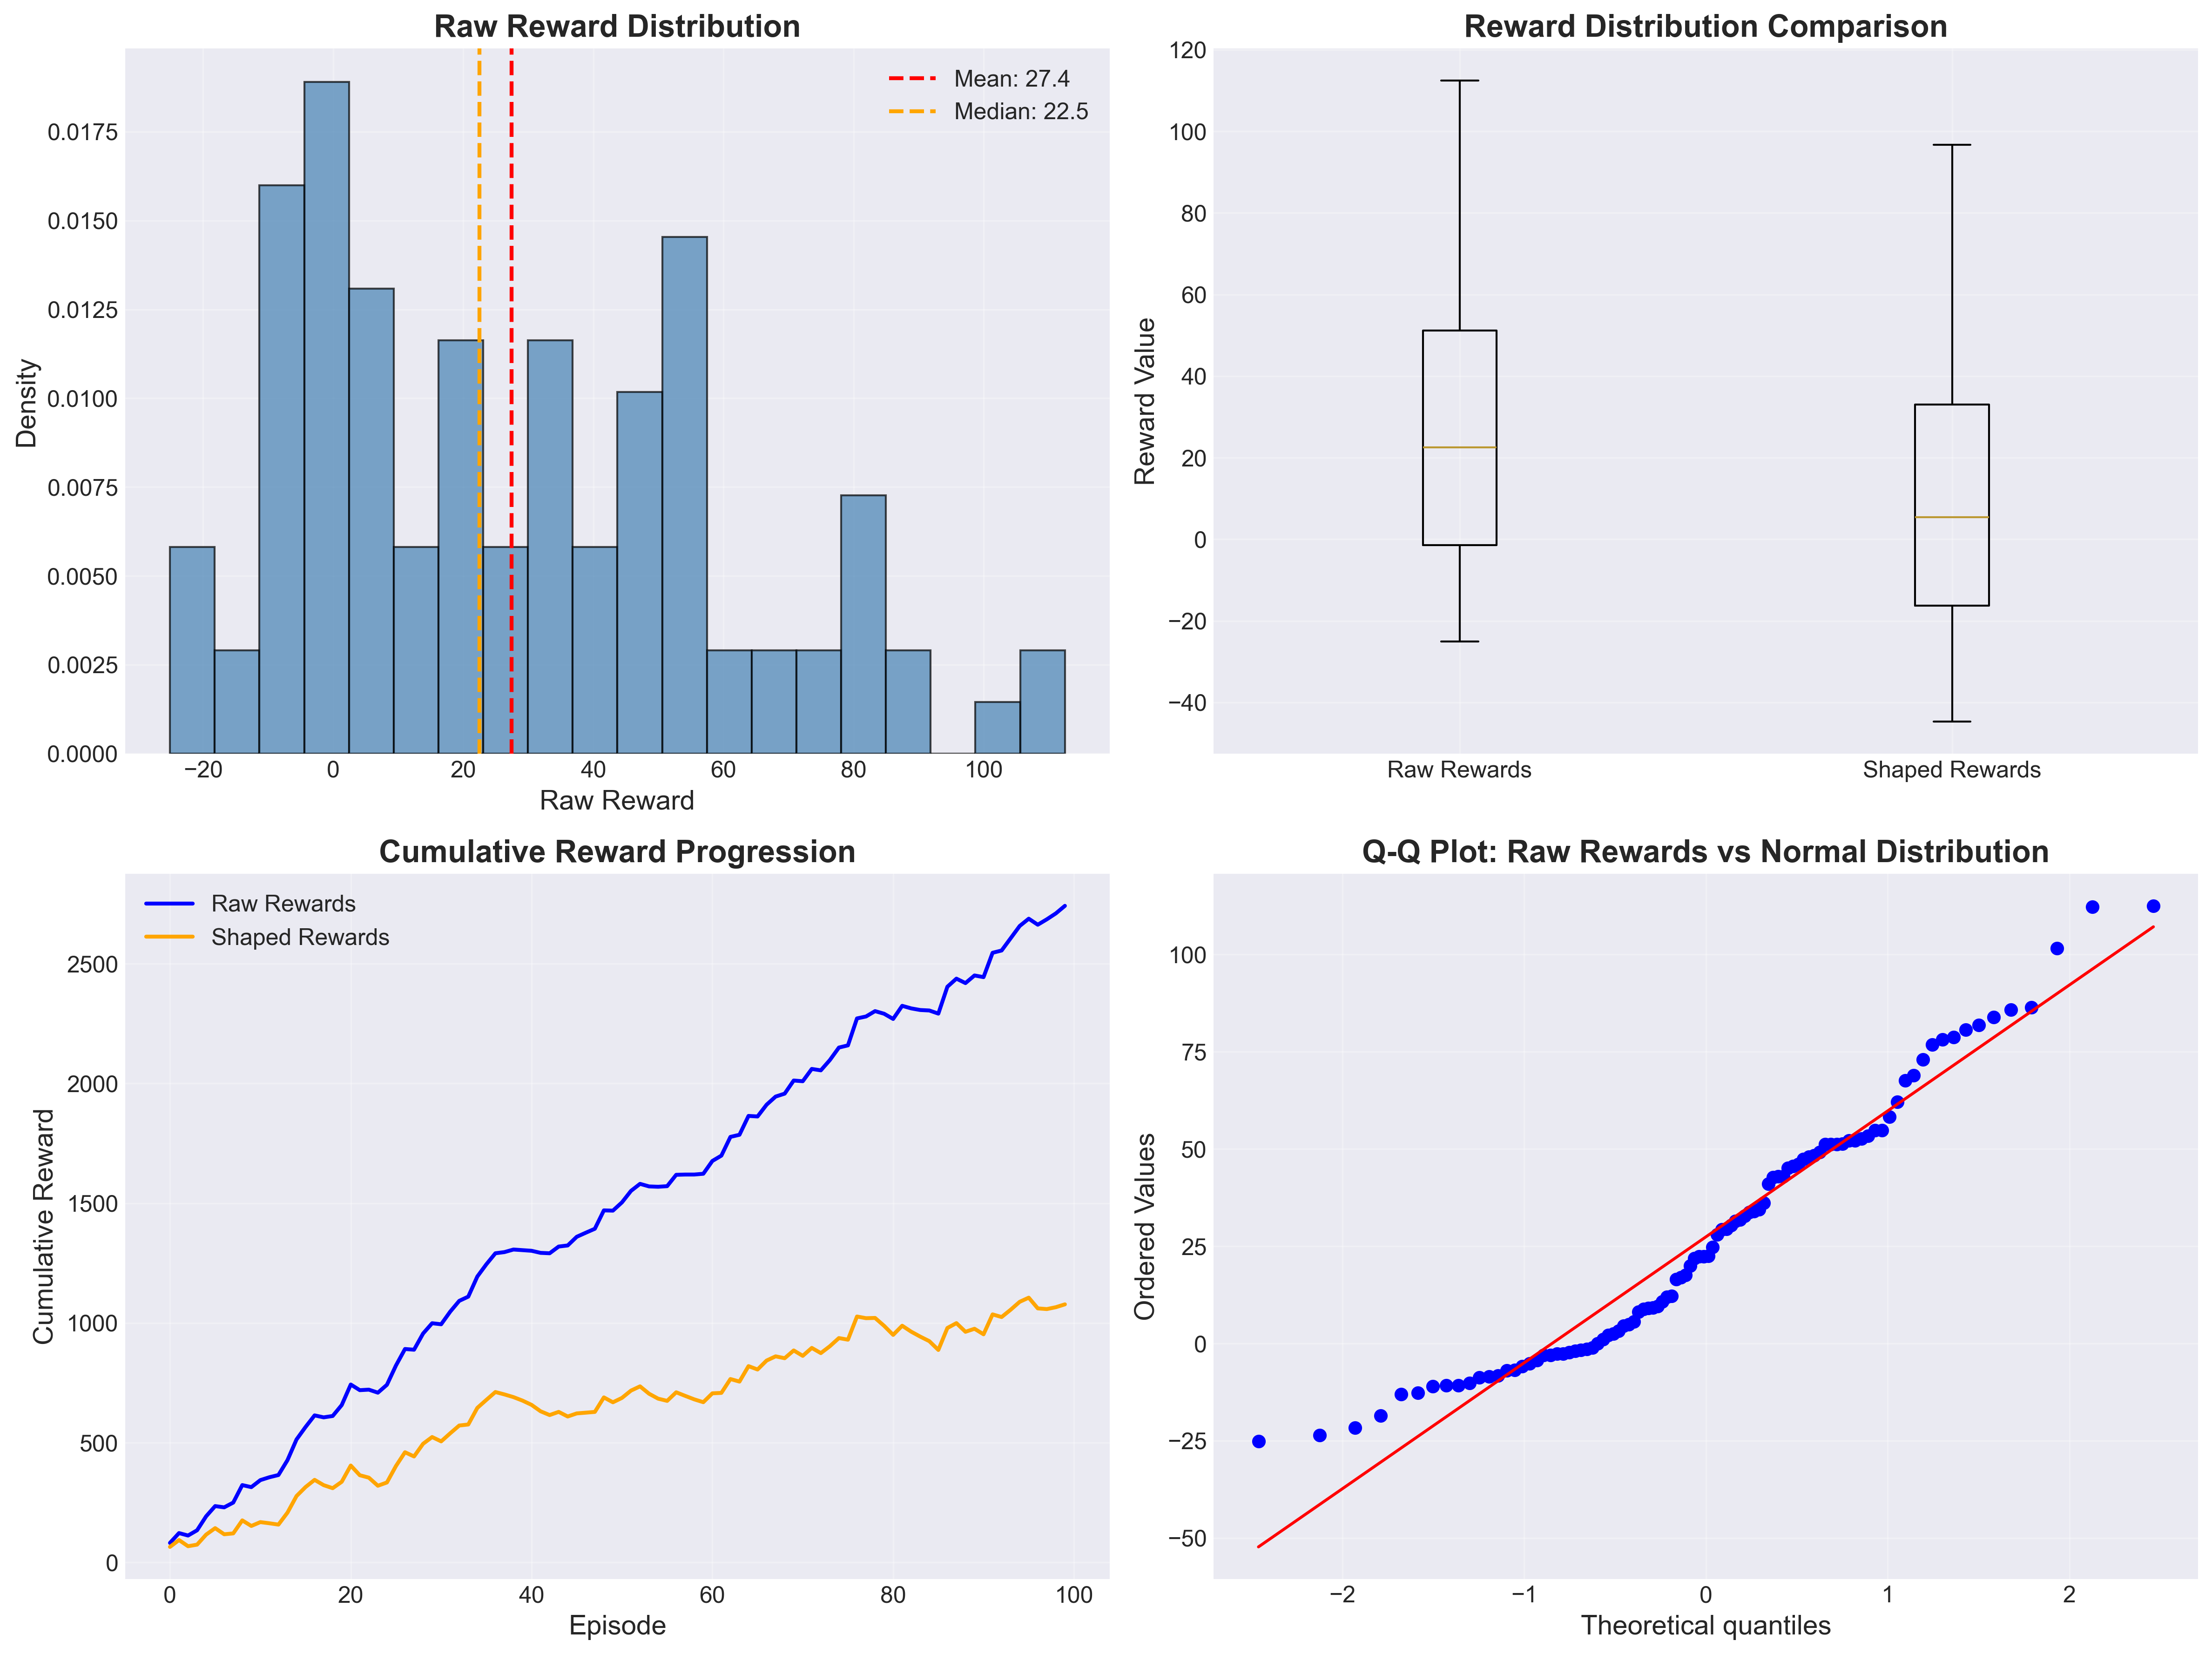 Raw Reward Distribution
Mean: 27.4
Median: 22.5
0.0175
0.0150
0.0125
0.0100
0.0075
0.0050
0.0025
0.0000
Density
−20 0 20 40 60 80 100
Raw Reward
Reward Distribution Comparison
120
100
80
60
40
20
0
−20
−40
Reward Value
Raw Rewards Shaped Rewards
Cumulative Reward Progression
Raw Rewards
Shaped Rewards
2500
2000
1500
1000
500
0
Cumulative Reward
0 20 40 60 80 100
Episode
Q-Q Plot: Raw Rewards vs Normal Distribution
100
75
50
25
0
−25
−50
Ordered Values
−2 −1 0 1 2
Theoretical quantiles